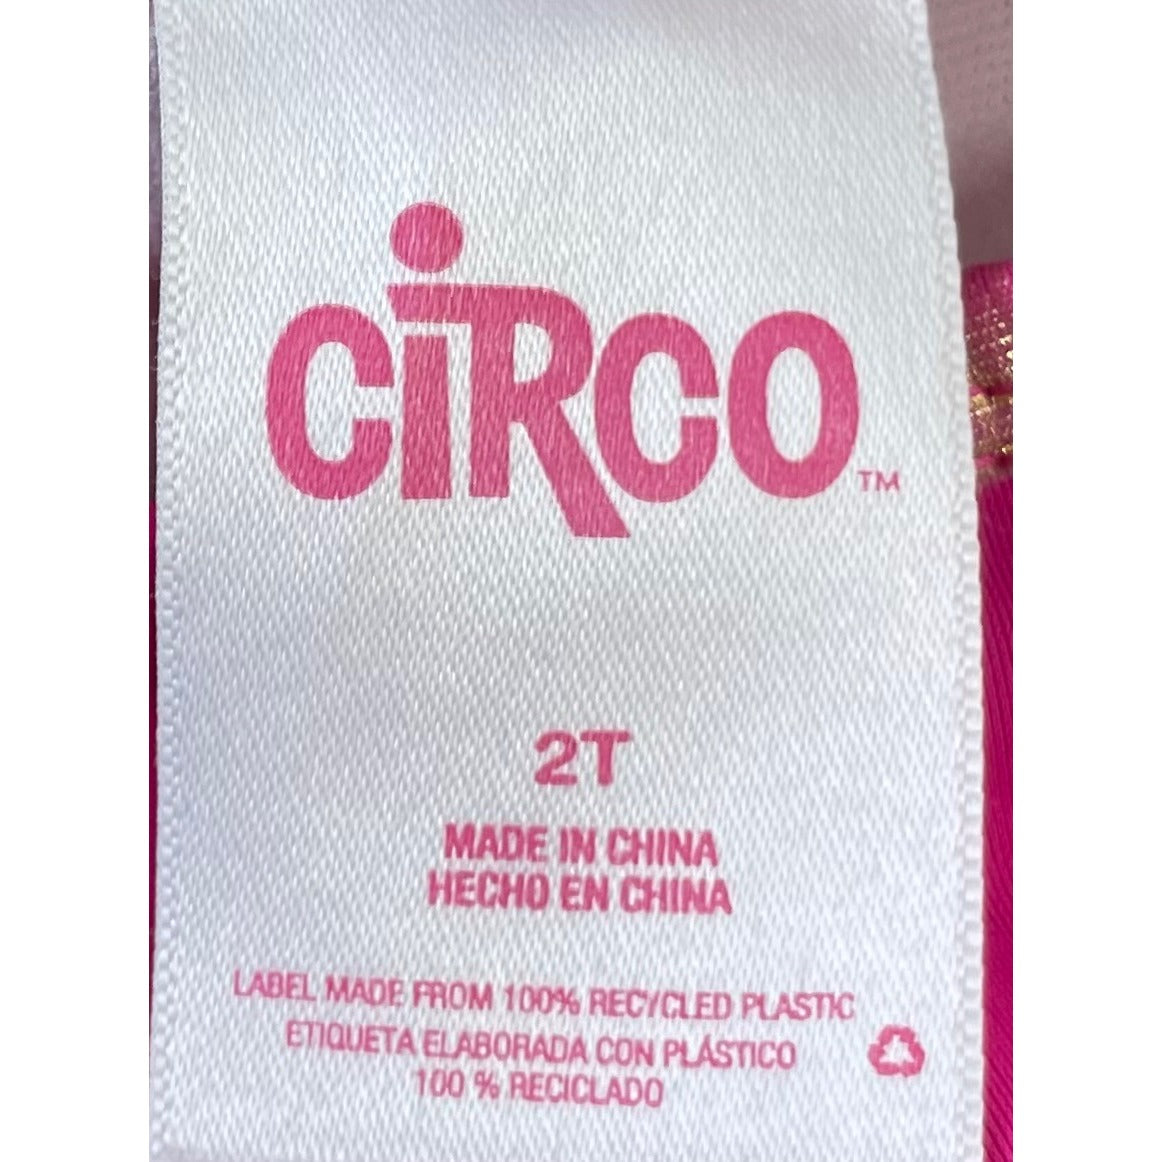 CiRCO™
2T
MADE IN CHINA
HECHO EN CHINA
LABEL MADE FROM 100% RECYCLED PLASTIC
ETIQUETA ELABORADA CON PLÁSTICO
100 % RECICLADO